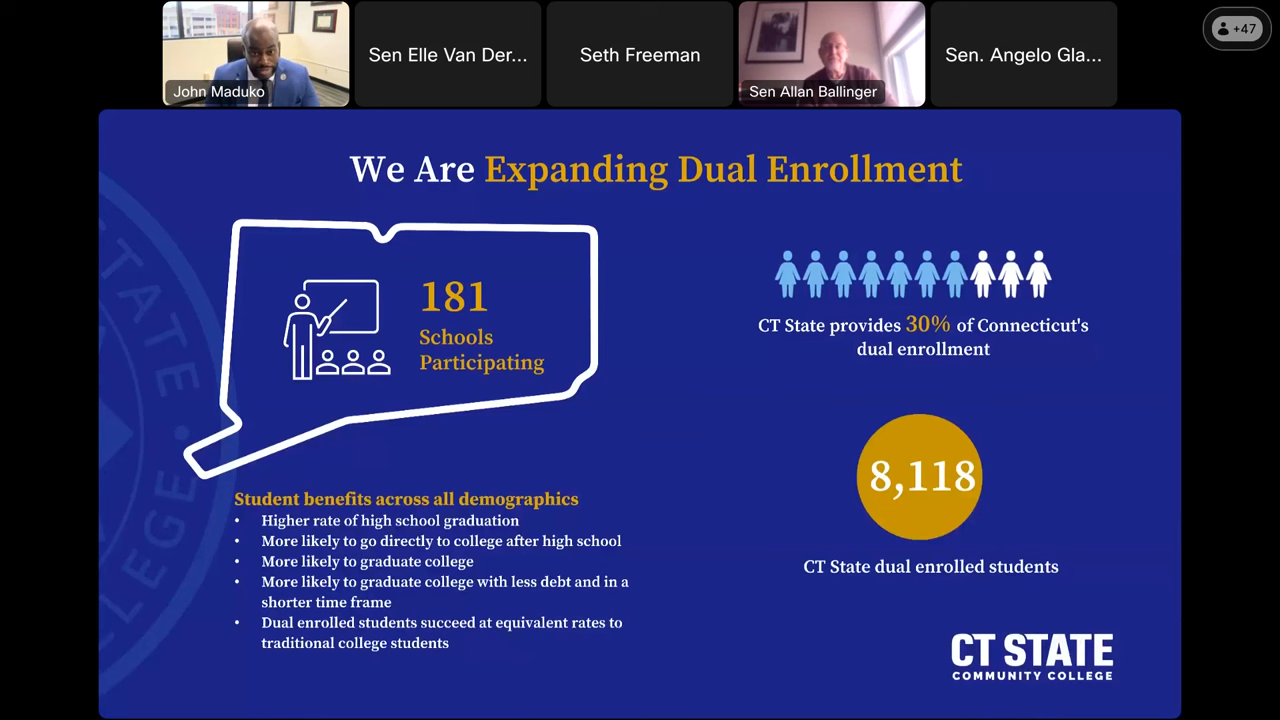 John Maduko
Sen Elle Van Der...
Seth Freeman
Sen Allan Ballinger
Sen. Angelo Gla...
+47
We Are Expanding Dual Enrollment
181
Schools
Participating
CT State provides 30% of Connecticut's
dual enrollment
8,118
CT State dual enrolled students
Student benefits across all demographics
• Higher rate of high school graduation
• More likely to go directly to college after high school
• More likely to graduate college
• More likely to graduate college with less debt and in a
shorter time frame
• Dual enrolled students succeed at equivalent rates to
traditional college students
STATE
COLLEGE
CT STATE
COMMUNITY COLLEGE